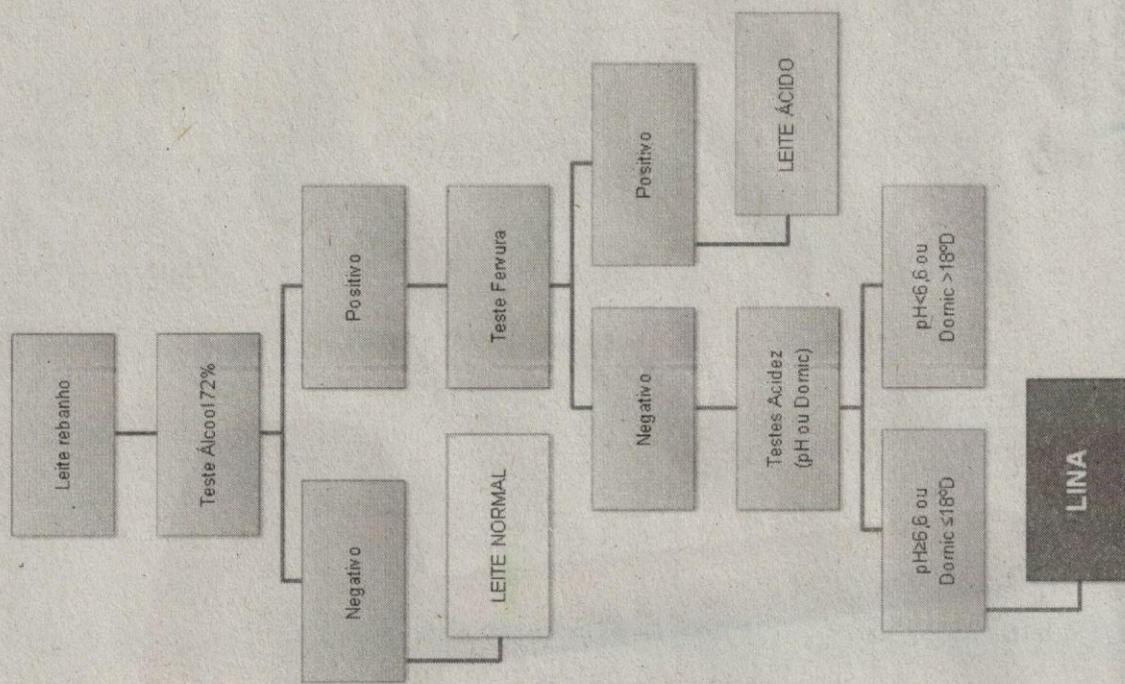 Leite rebanho
Teste Álcool 72%
Negativo
Positivo
LEITE NORMAL
Teste Fervura
Negativo
Positivo
Testes Acidez
(pH ou Dornic)
LEITE ÁCIDO
pH≥6,6 ou
Dornic ≤18ºD
pH<6,6 ou
Dornic >18ºD
LINA